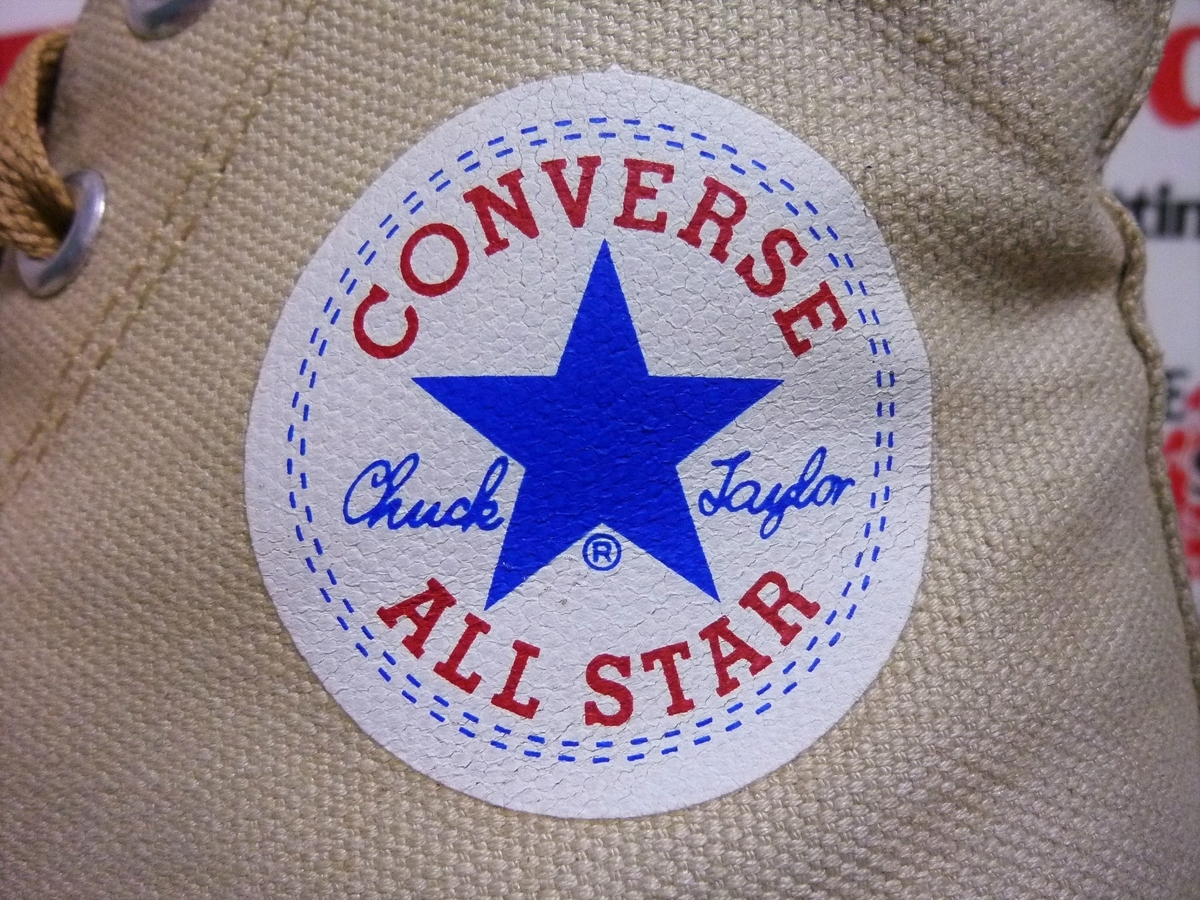 CONVERSE
Chuck Taylor
®
ALL STAR